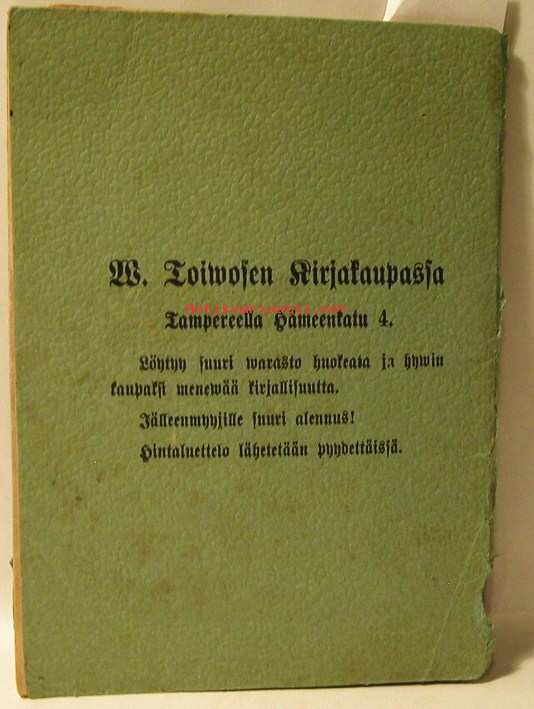 W. Toiwosen Kirjakaupassa
Tampereella Hämeenkatu 4.
Löytyy suuri warasto huokeata ja hywin
kaupaksi menewää kirjallisuutta.
Jälleenmyyjille suuri alennus!
Hintaluettelo lähetetään pyydettäissä.